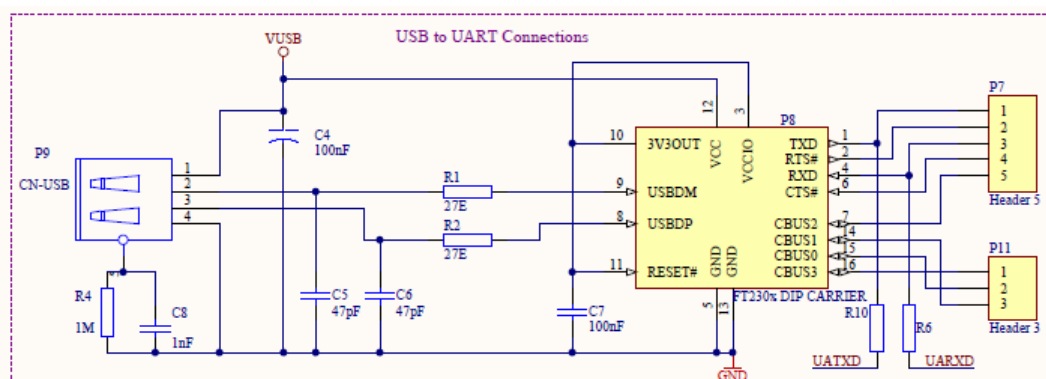 USB to UART Connections
VUSB
P9
CN-USB
1
2
3
4
5
R4
1M
C8
1nF
C4
100nF
C5
47pF
C6
47pF
R1
27E
R2
27E
C7
100nF
P8
12
VCC
3
VCCIO
10
3V3OUT
9
USBDM
8
USBDP
11
RESET#
TXD
1
RTS#
2
RXD
4
CTS#
6
CBUS2
7
CBUS1
14
CBUS0
15
CBUS3
16
GND
GND
5
13
FT230x DIP CARRIER
GND
R10
R6
UATXD
UARXD
P7
1
2
3
4
5
Header 5
P11
1
2
3
Header 3